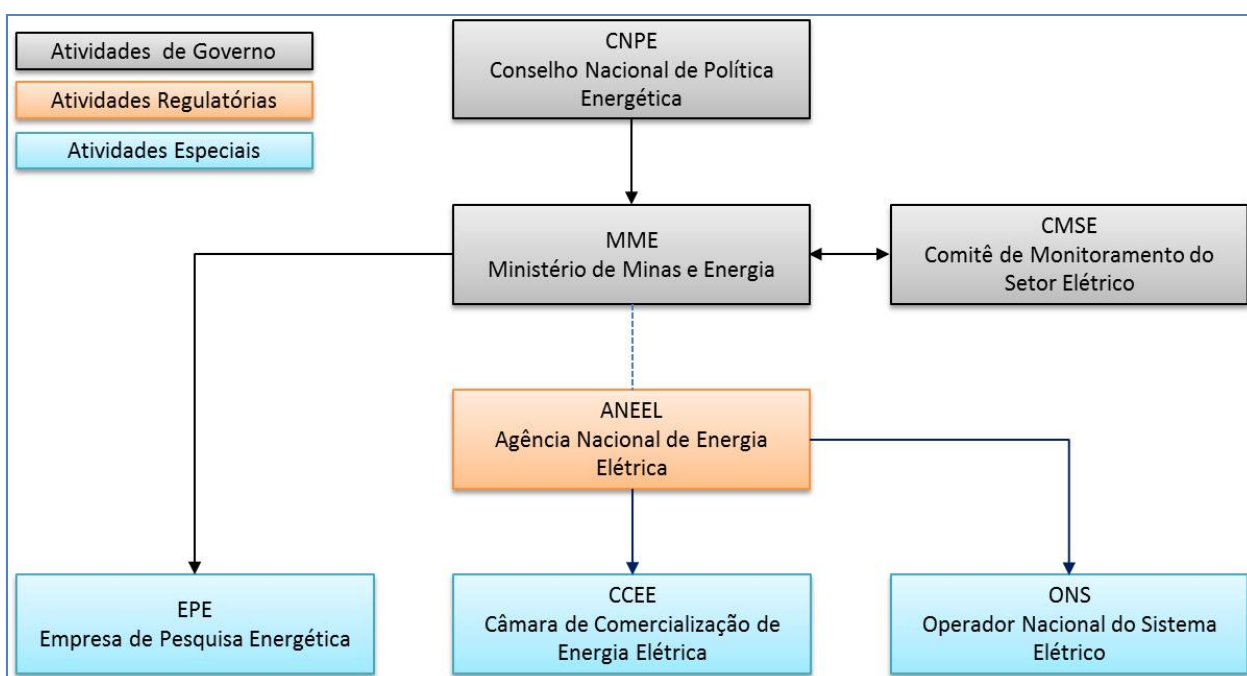 Atividades de Governo
Atividades Regulatórias
Atividades Especiais
CNPE
Conselho Nacional de Política
Energética
MME
Ministério de Minas e Energia
CMSE
Comitê de Monitoramento do
Setor Elétrico
ANEEL
Agência Nacional de Energia
Elétrica
EPE
Empresa de Pesquisa Energética
CCEE
Câmara de Comercialização de
Energia Elétrica
ONS
Operador Nacional do Sistema
Elétrico